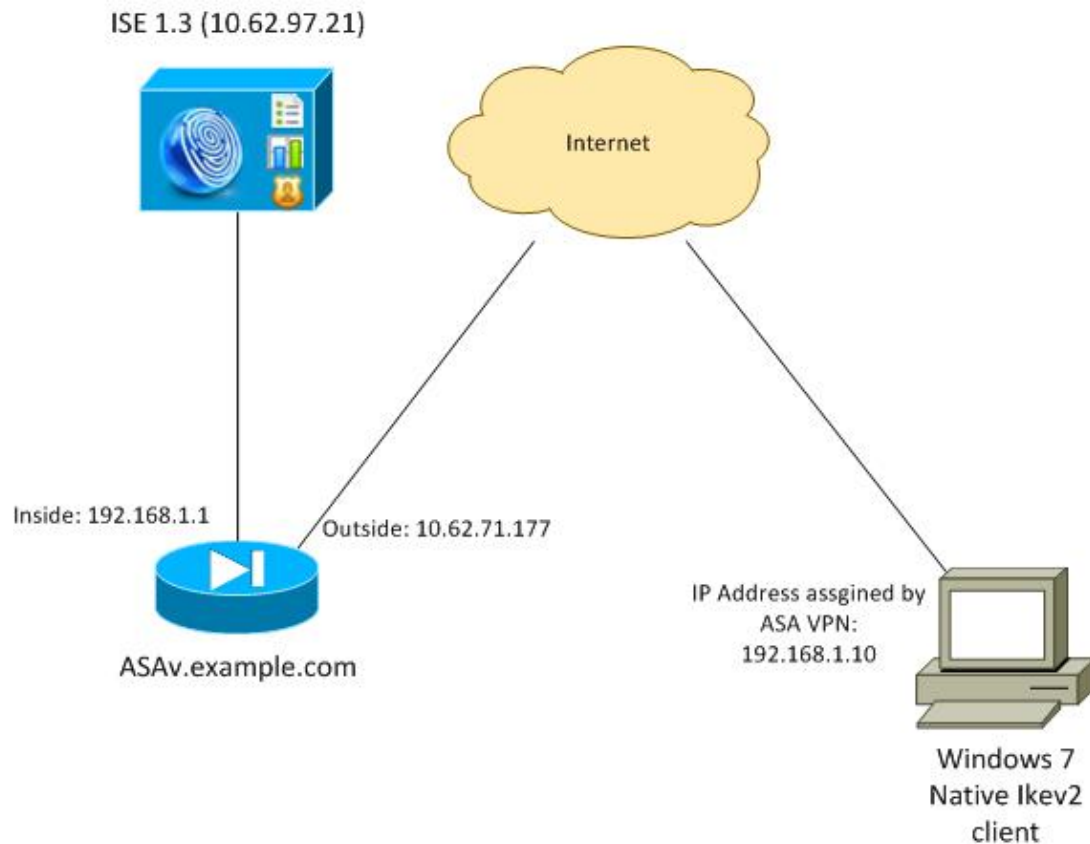 ISE 1.3 (10.62.97.21)
Internet
Inside: 192.168.1.1
Outside: 10.62.71.177
ASAv.example.com
IP Address assgined by
ASA VPN:
192.168.1.10
Windows 7
Native Ikev2
client